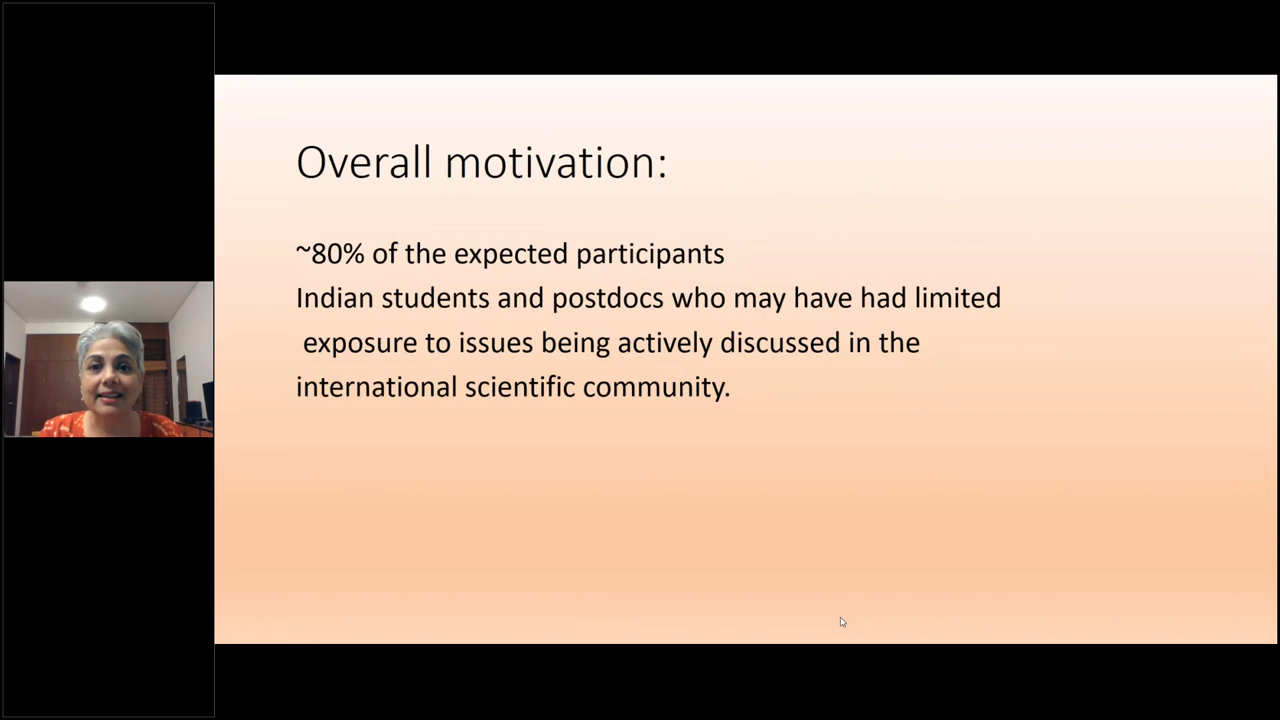 Overall motivation:
~80% of the expected participants
Indian students and postdocs who may have had limited
exposure to issues being actively discussed in the
international scientific community.